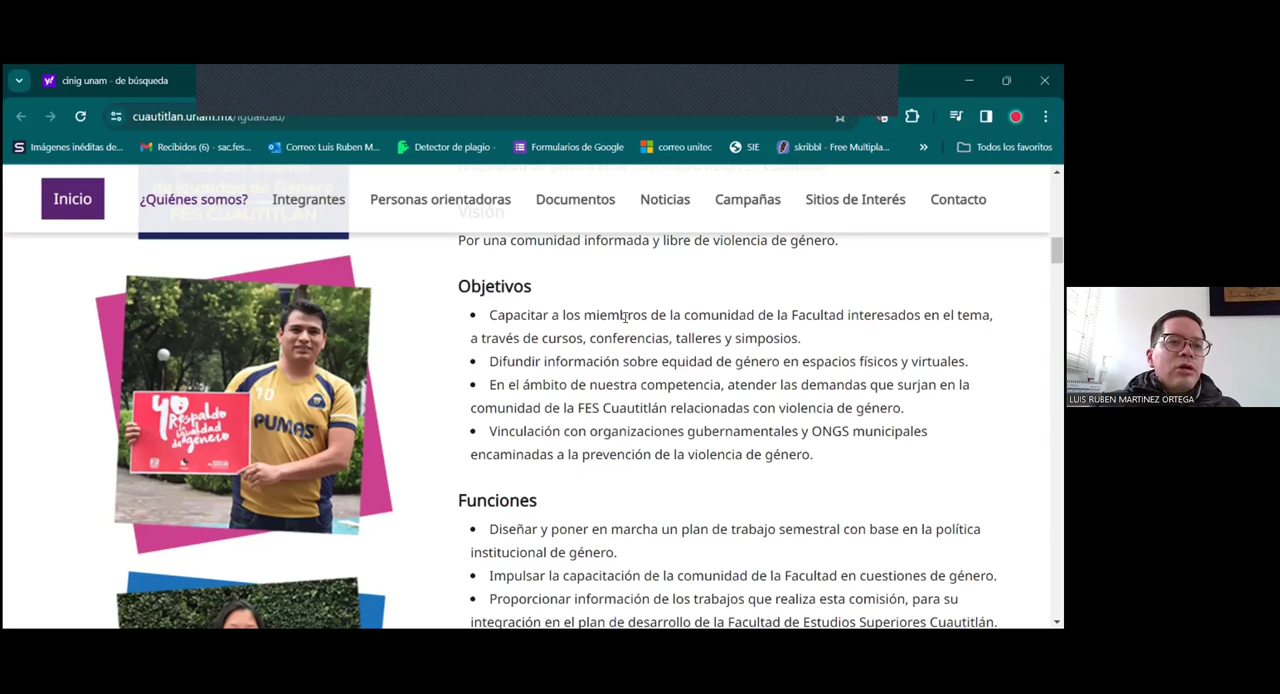 cinig unam - de búsqueda
cuautitlan.unam.mx/igualdad/
Imágenes inéditas de...
Recibidos (6) - sac.fes...
Correo: Luis Ruben M...
Detector de plagio -
Formularios de Google
correo unitec
SIE
skribbl - Free Multipla...
»
Todos los favoritos
Inicio
¿Quiénes somos?
Integrantes
Personas orientadoras
Documentos
Noticias
Campañas
Sitios de Interés
Contacto
de Igualdad de Género
FES CUAUTITLÁN
Visión
Por una comunidad informada y libre de violencia de género.
Objetivos
• Capacitar a los miembros de la comunidad de la Facultad interesados en el tema,
a través de cursos, conferencias, talleres y simposios.
• Difundir información sobre equidad de género en espacios físicos y virtuales.
• En el ámbito de nuestra competencia, atender las demandas que surjan en la
comunidad de la FES Cuautitlán relacionadas con violencia de género.
• Vinculación con organizaciones gubernamentales y ONGS municipales
encaminadas a la prevención de la violencia de género.
Funciones
• Diseñar y poner en marcha un plan de trabajo semestral con base en la política
institucional de género.
• Impulsar la capacitación de la comunidad de la Facultad en cuestiones de género.
• Proporcionar información de los trabajos que realiza esta comisión, para su
integración en el plan de desarrollo de la Facultad de Estudios Superiores Cuautitlán.
10
PUMAS
yo
Respaldo
la igualdad
de género
LUIS RUBEN MARTINEZ ORTEGA